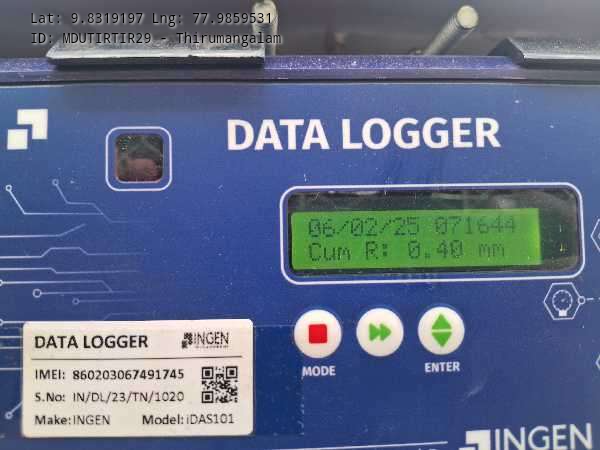 Lat: 9.8319197 Lng: 77.9859531
ID: MDUTIRTIR29 - Thirumangalam
DATA LOGGER
06/02/25 071644
Cum R: 0.40 mm
MODE
ENTER
DATA LOGGER
INGEN
IMEI: 860203067491745
S.No: IN/DL/23/TN/1020
Make: INGEN Model: iDAS101
INGEN